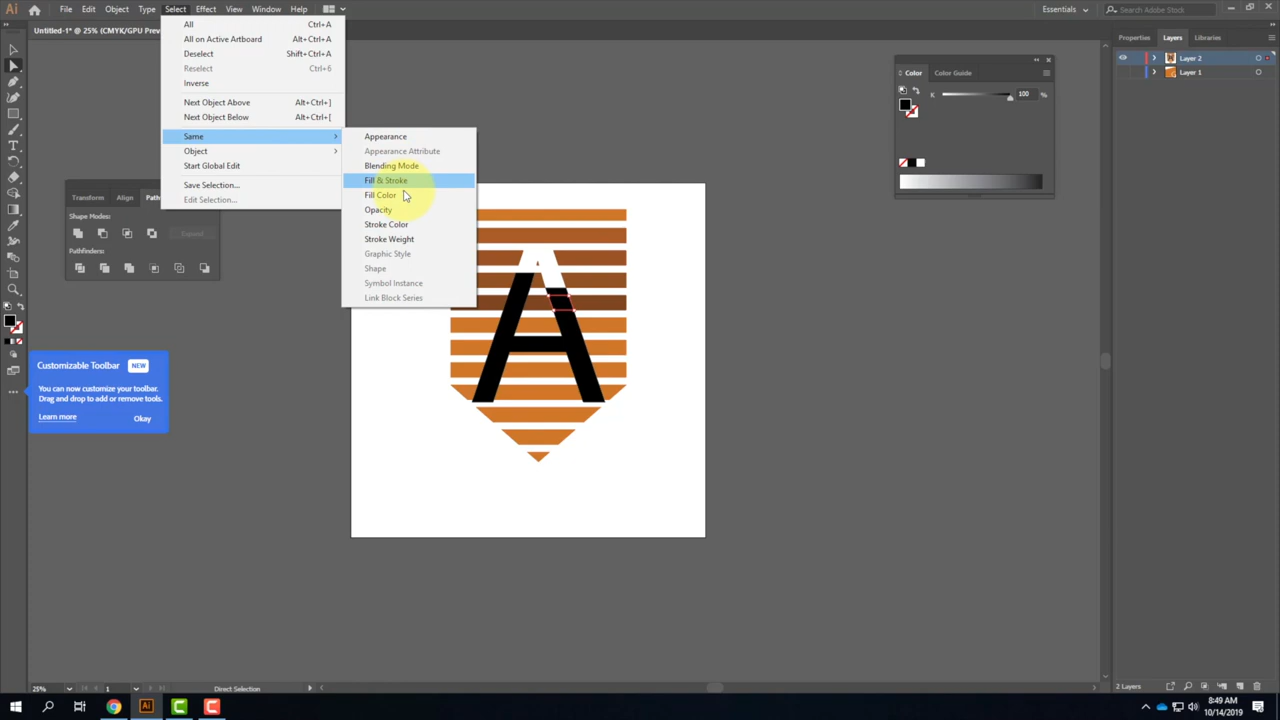 Ai File Edit Object Type Select Effect View Window Help Essentials Search Adobe Stock
Untitled-1* @ 25% (CMYK/GPU Prev
All Ctrl+A
All on Active Artboard Alt+Ctrl+A
Deselect Shift+Ctrl+A
Reselect Ctrl+6
Inverse
Next Object Above Alt+Ctrl+]
Next Object Below Alt+Ctrl+[
Same
Object
Start Global Edit
Save Selection...
Edit Selection...
Appearance
Appearance Attribute
Blending Mode
Fill & Stroke
Fill Color
Opacity
Stroke Color
Stroke Weight
Graphic Style
Shape
Symbol Instance
Link Block Series
Transform Align Path
Shape Modes:
Expand
Pathfinders:
Customizable Toolbar NEW
You can now customize your toolbar.
Drag and drop to add or remove tools.
Learn more Okay
A
Color Color Guide
K 100 %
Properties Layers Libraries
Layer 2
Layer 1
25% 1 Direct Selection
2 Layers
Ai
8:49 AM
10/14/2019